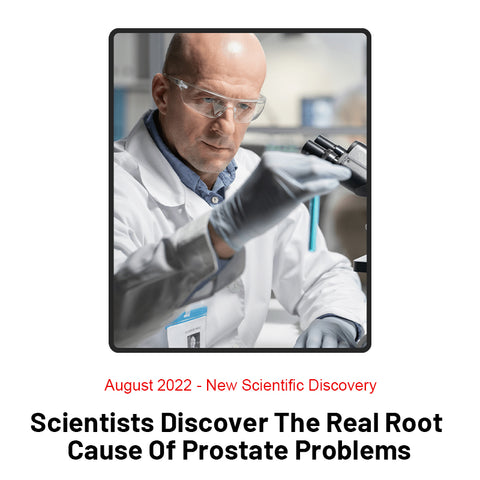 August 2022 - New Scientific Discovery
Scientists Discover The Real Root
Cause Of Prostate Problems